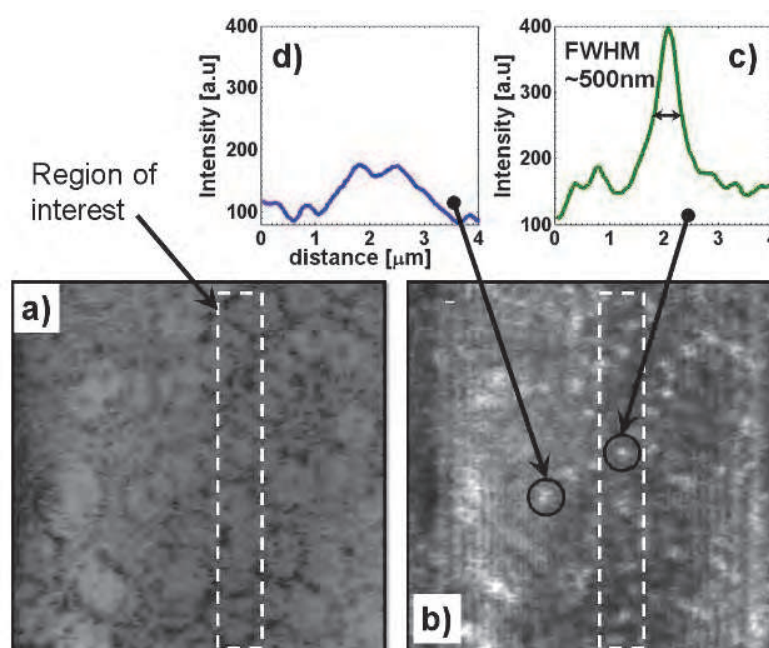 d)
Intensity [a.u]
400
300
200
100
0
1
2
3
4
distance [µm]
FWHM
~500nm
c)
Intensity [a.u]
400
300
200
100
0
1
2
3
4
Region of
interest
a)
b)